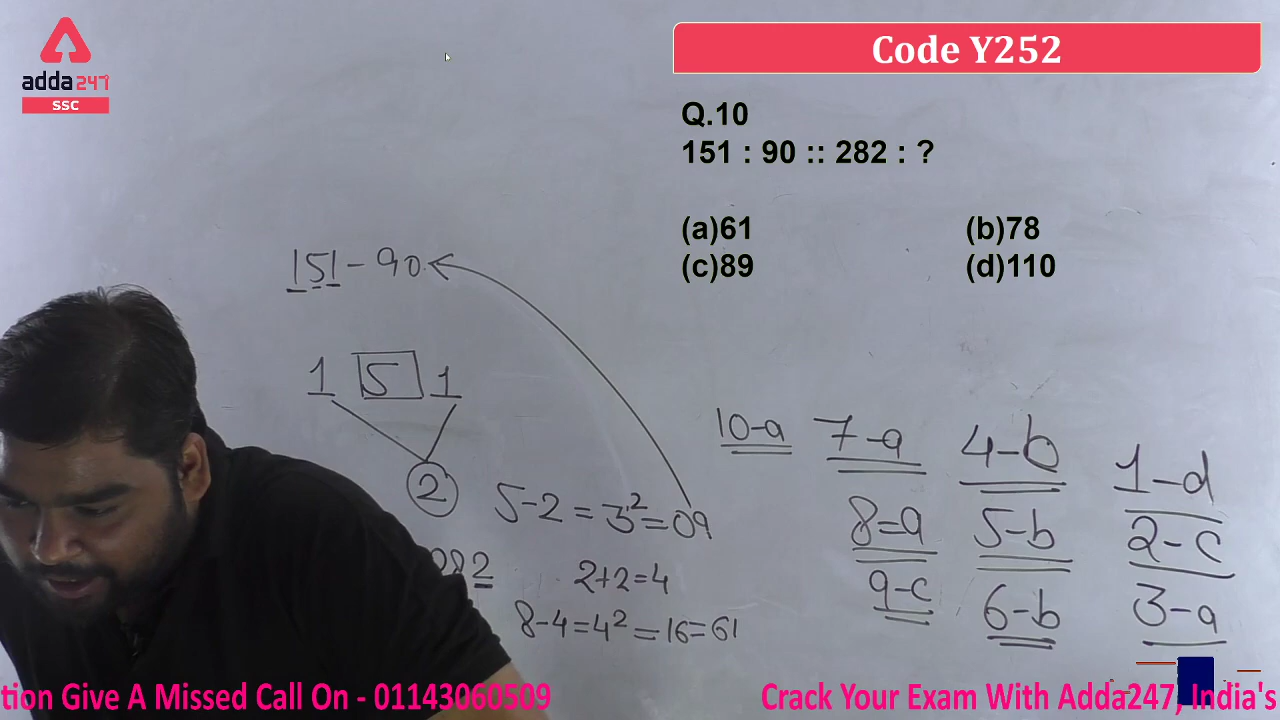 adda247
SSC
Code Y252
Q.10
151 : 90 :: 282 : ?
(a)61 (b)78
(c)89 (d)110
151 - 90
1 5 1
2
5-2 = 3² = 09
2+2=4
8-4=4² = 16=61
10-a
7-a
8=a
9-c
4-b
5-b
6-b
1-d
2-c
3-a
tion Give A Missed Call On - 01143060509
Crack Your Exam With Adda247, India's